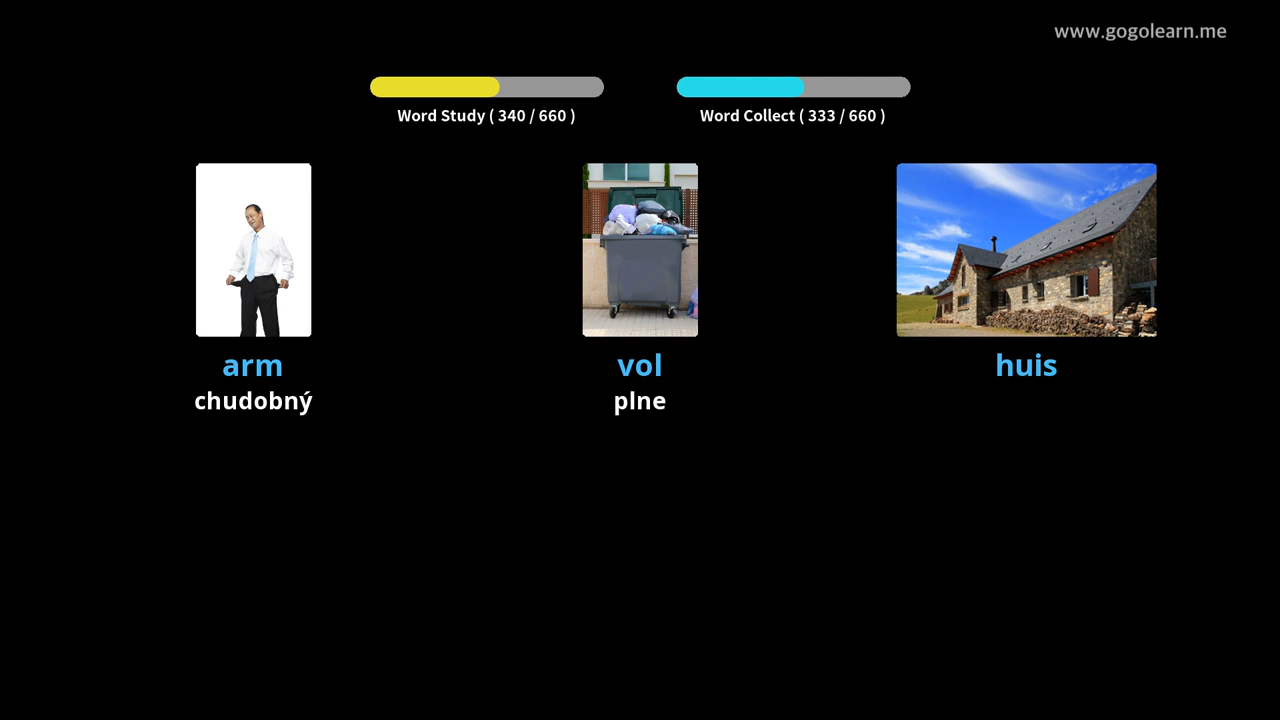 www.gogolearn.me
Word Study ( 340 / 660 )
Word Collect ( 333 / 660 )
arm
chudobný
vol
plne
huis